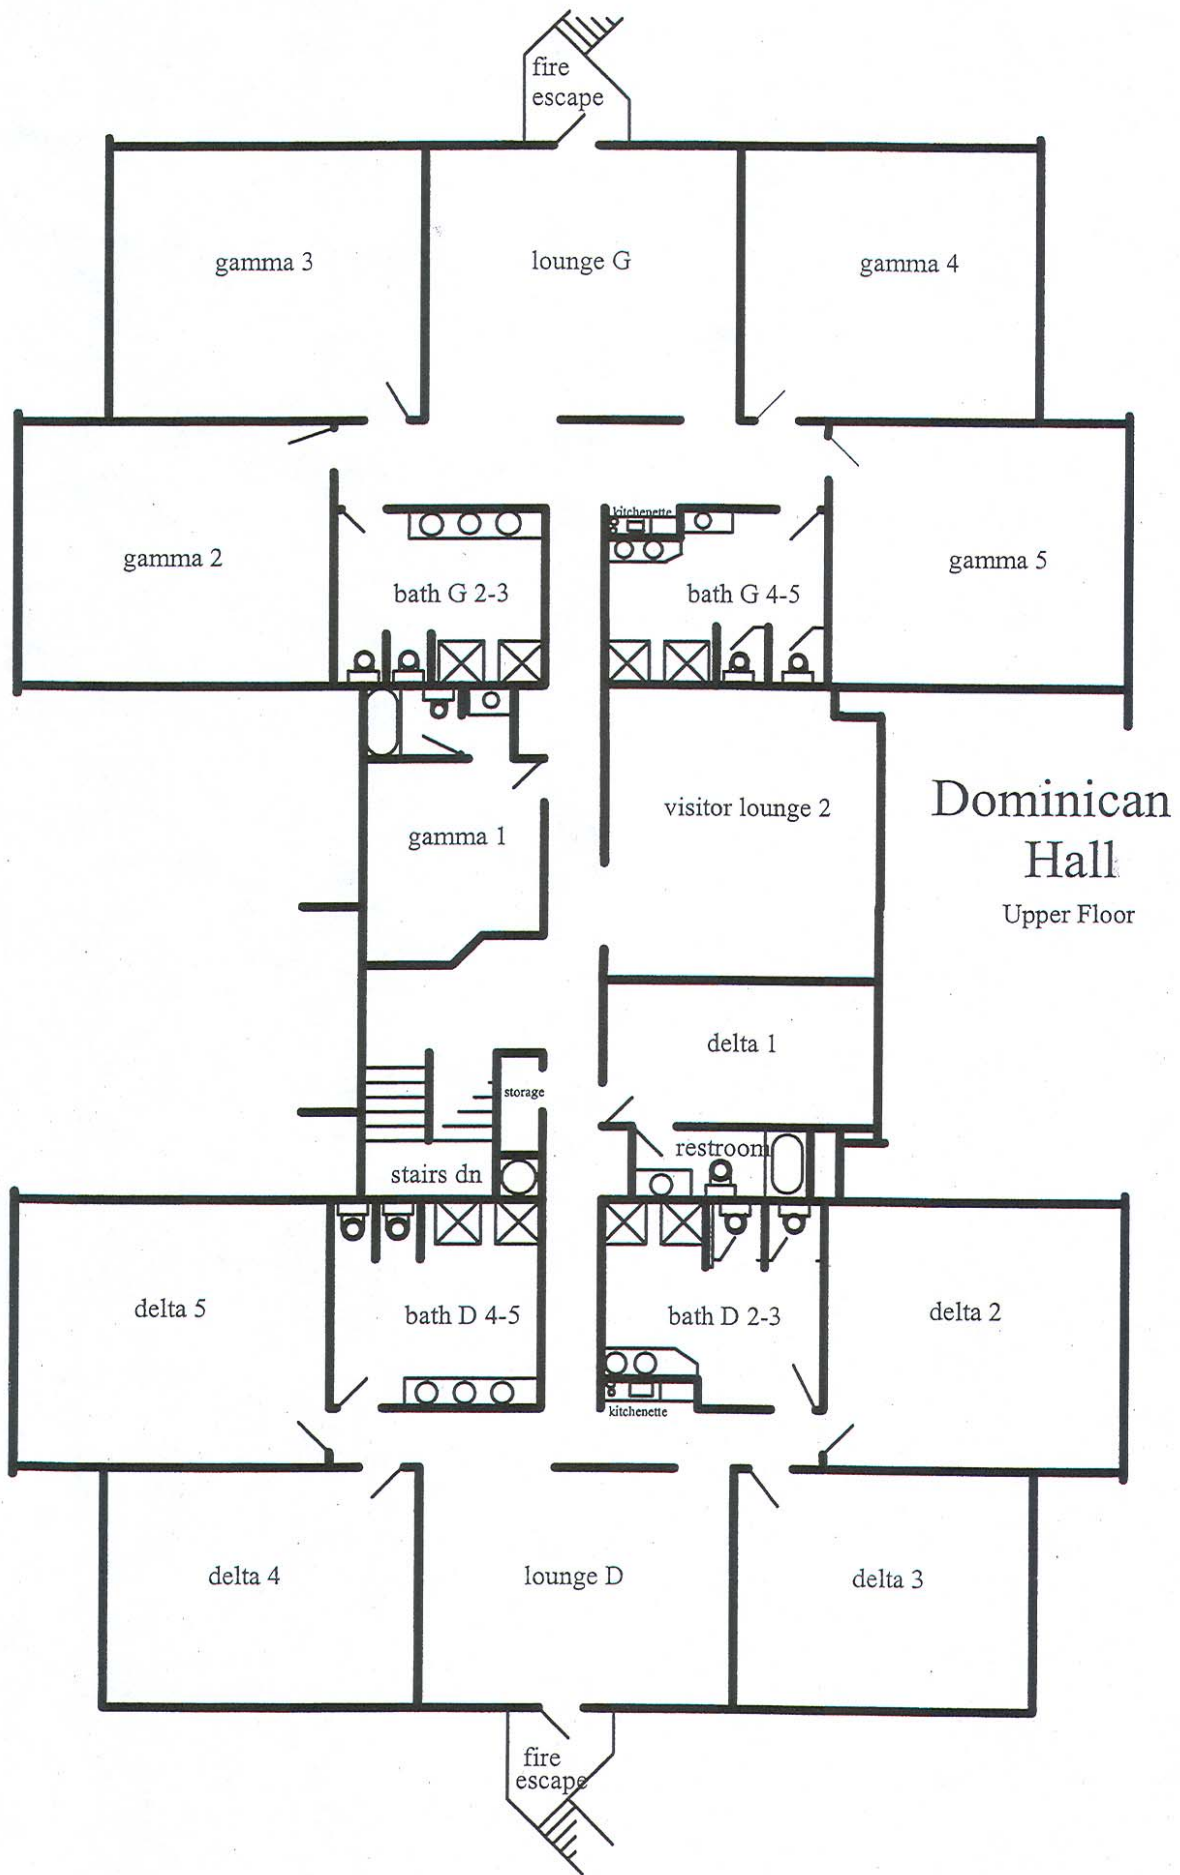 fire
escape
gamma 3
lounge G
gamma 4
kitchenette
gamma 2
gamma 5
bath G 2-3
bath G 4-5
Dominican
Hall
Upper Floor
visitor lounge 2
gamma 1
delta 1
storage
restroom
stairs dn
delta 5
bath D 4-5
bath D 2-3
delta 2
kitchenette
delta 4
lounge D
delta 3
fire
escape